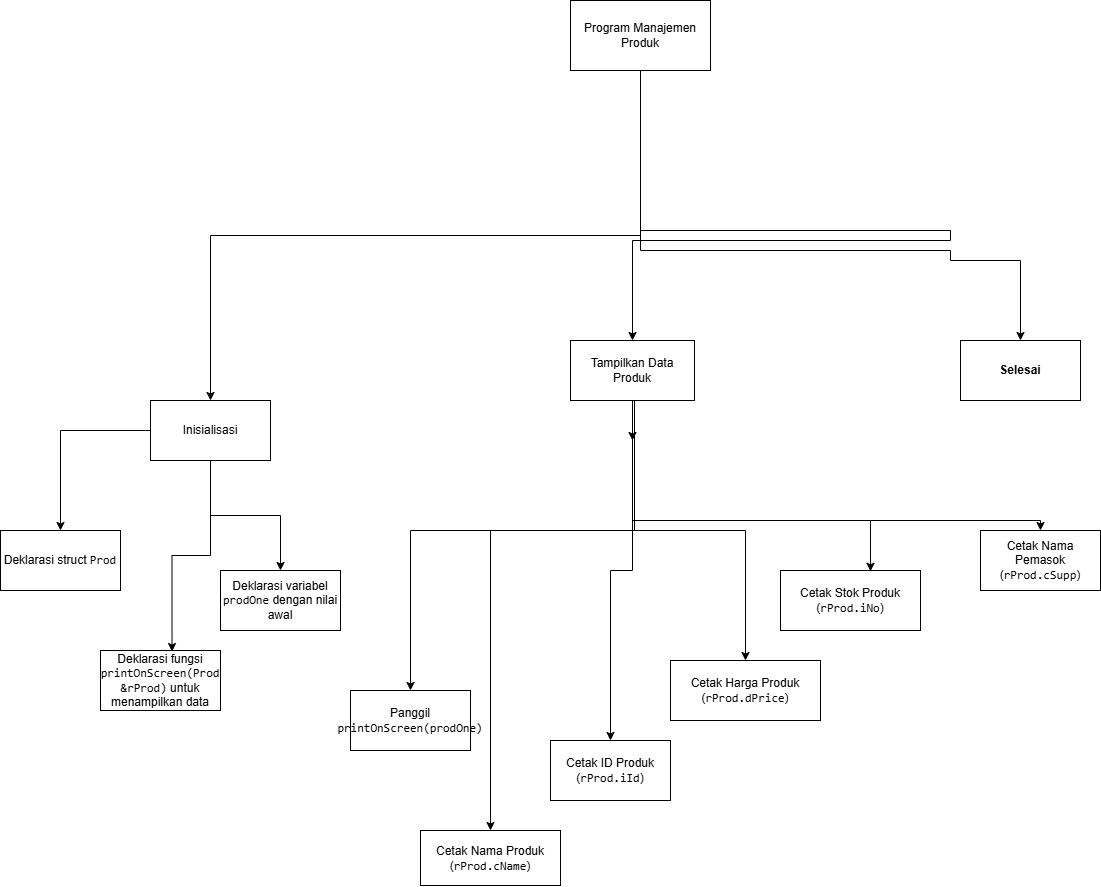 Program Manajemen
Produk
Tampilkan Data
Produk
Selesai
Inisialisasi
Deklarasi struct Prod
Deklarasi variabel
prodOne dengan nilai
awal
Deklarasi fungsi
printOnScreen(Prod
&rProd) untuk
menampilkan data
Cetak Nama
Pemasok
(rProd.cSupp)
Cetak Stok Produk
(rProd.iNo)
Cetak Harga Produk
(rProd.dPrice)
Panggil
printOnScreen(prodOne)
Cetak ID Produk
(rProd.iId)
Cetak Nama Produk
(rProd.cName)